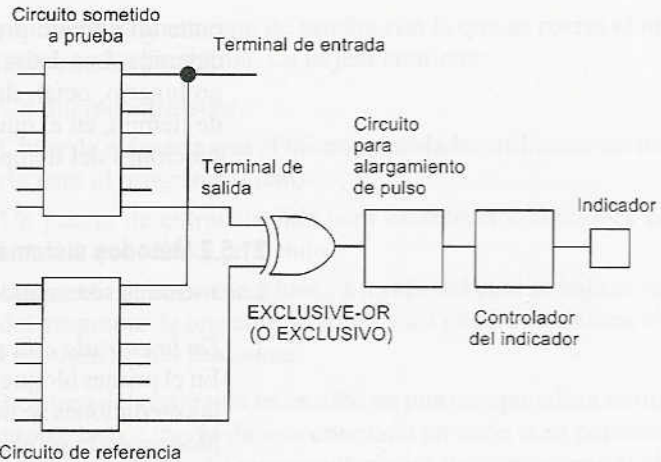 Circuito sometido
a prueba
Terminal de entrada
Terminal de
salida
Circuito
para
alargamiento
de pulso
Indicador
EXCLUSIVE-OR
(O EXCLUSIVO)
Controlador
del indicador
Circuito de referencia